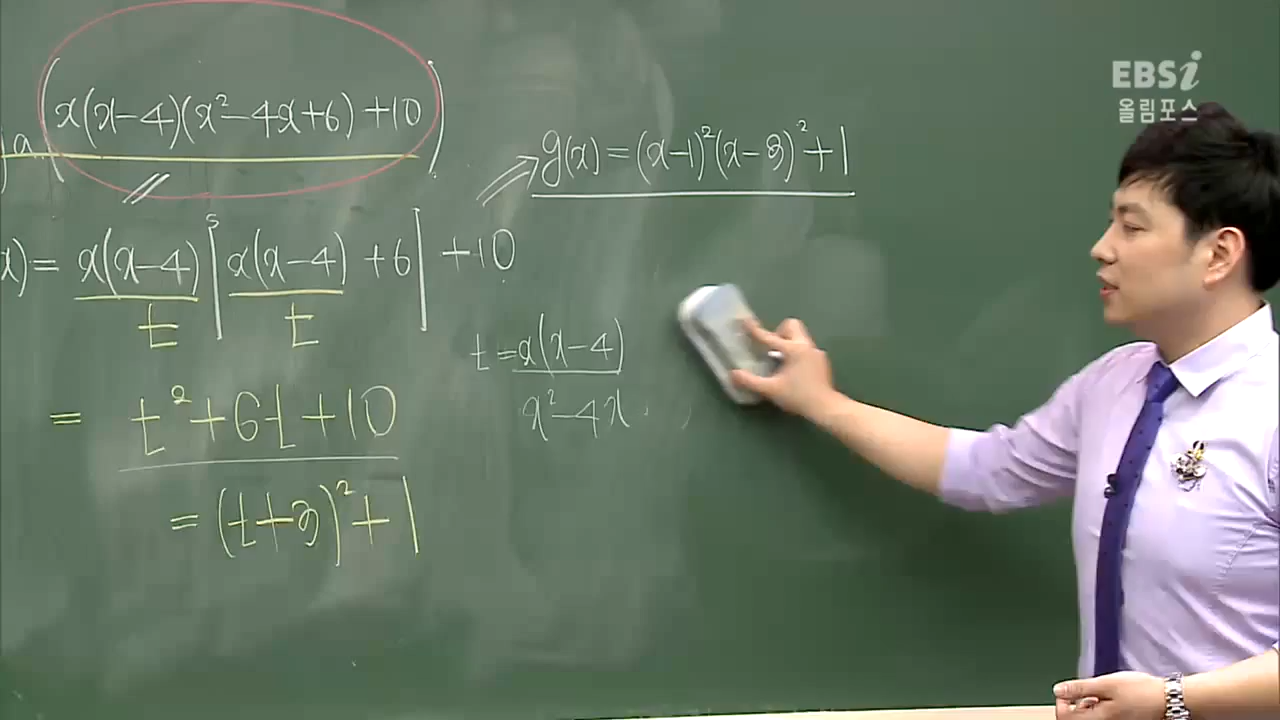 EBSi
올림포스
(x(x-4)(x²-4x+6)+10)
g(x)=(x-1)²(x-3)²+1
x)= x(x-4){x(x-4)+6}+10
t t
t=x(x-4)
x²-4x
= t²+6t+10
=(t+3)²+1